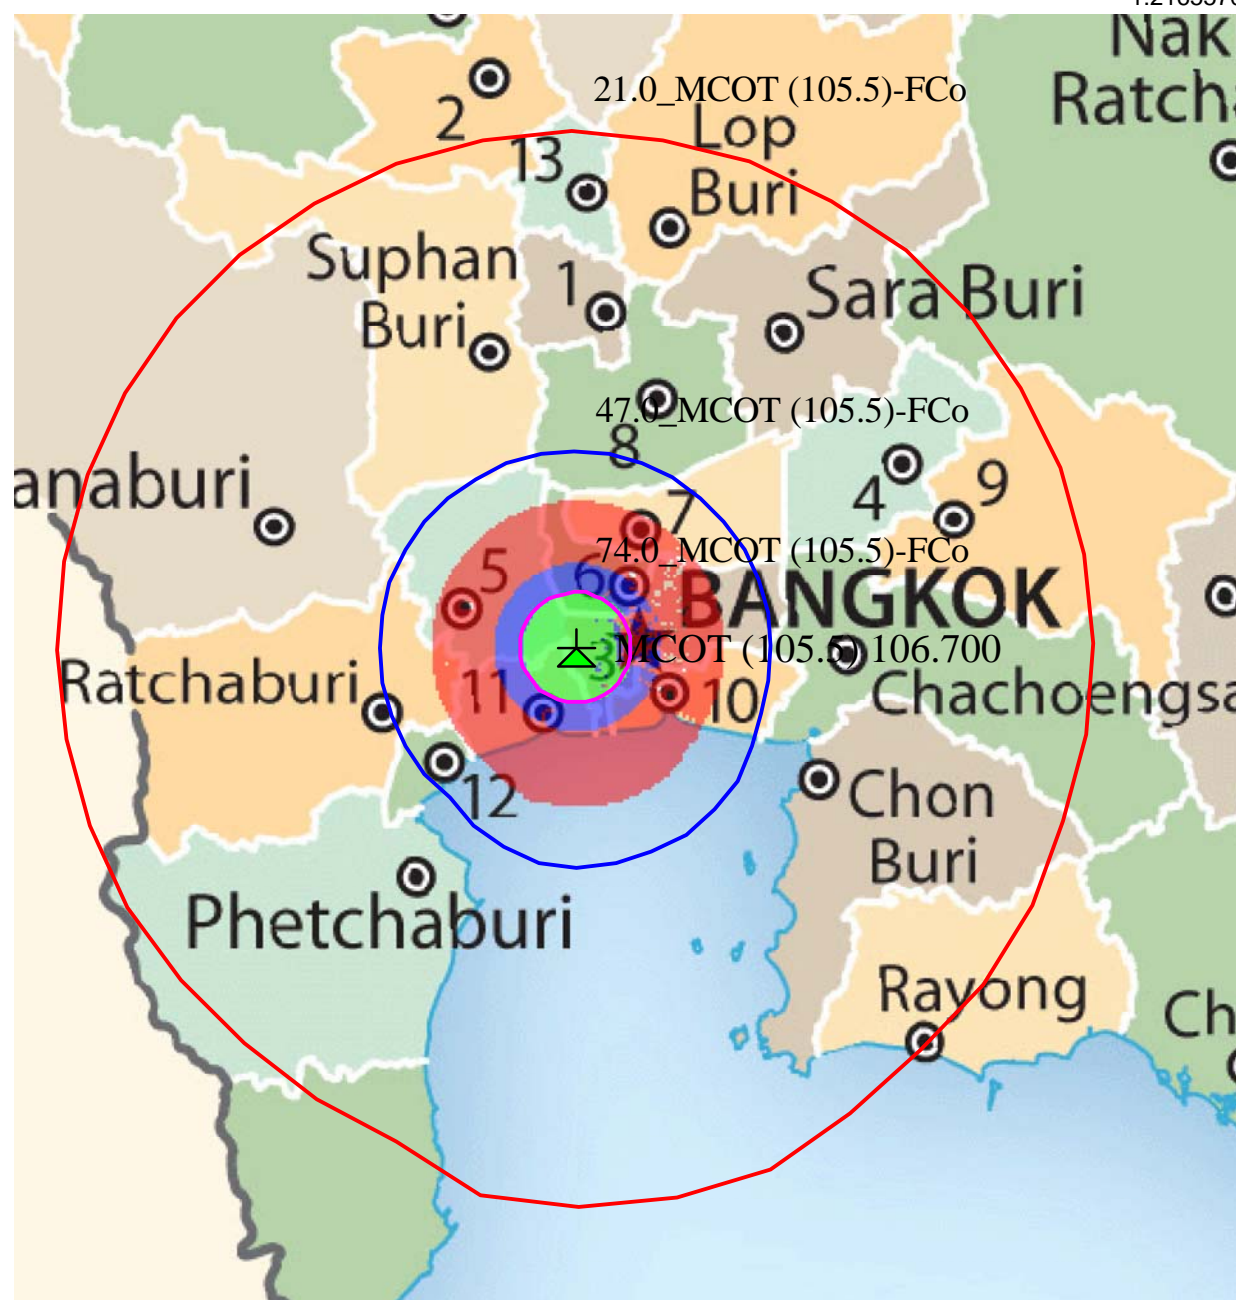 Nak
Ratch
21.0_MCOT (105.5)-FCo
2
Lop
Buri
13
Suphan
Buri
1
Sara Buri
47.0_MCOT (105.5)-FCo
8
anaburi
4
9
7
74.0_MCOT (105.5)-FCo
5
6
BANGKOK
3
MCOT (105.5) 106.700
Ratchaburi
11
10
Chachoengsa
12
Chon
Buri
Phetchaburi
Rayong
Ch